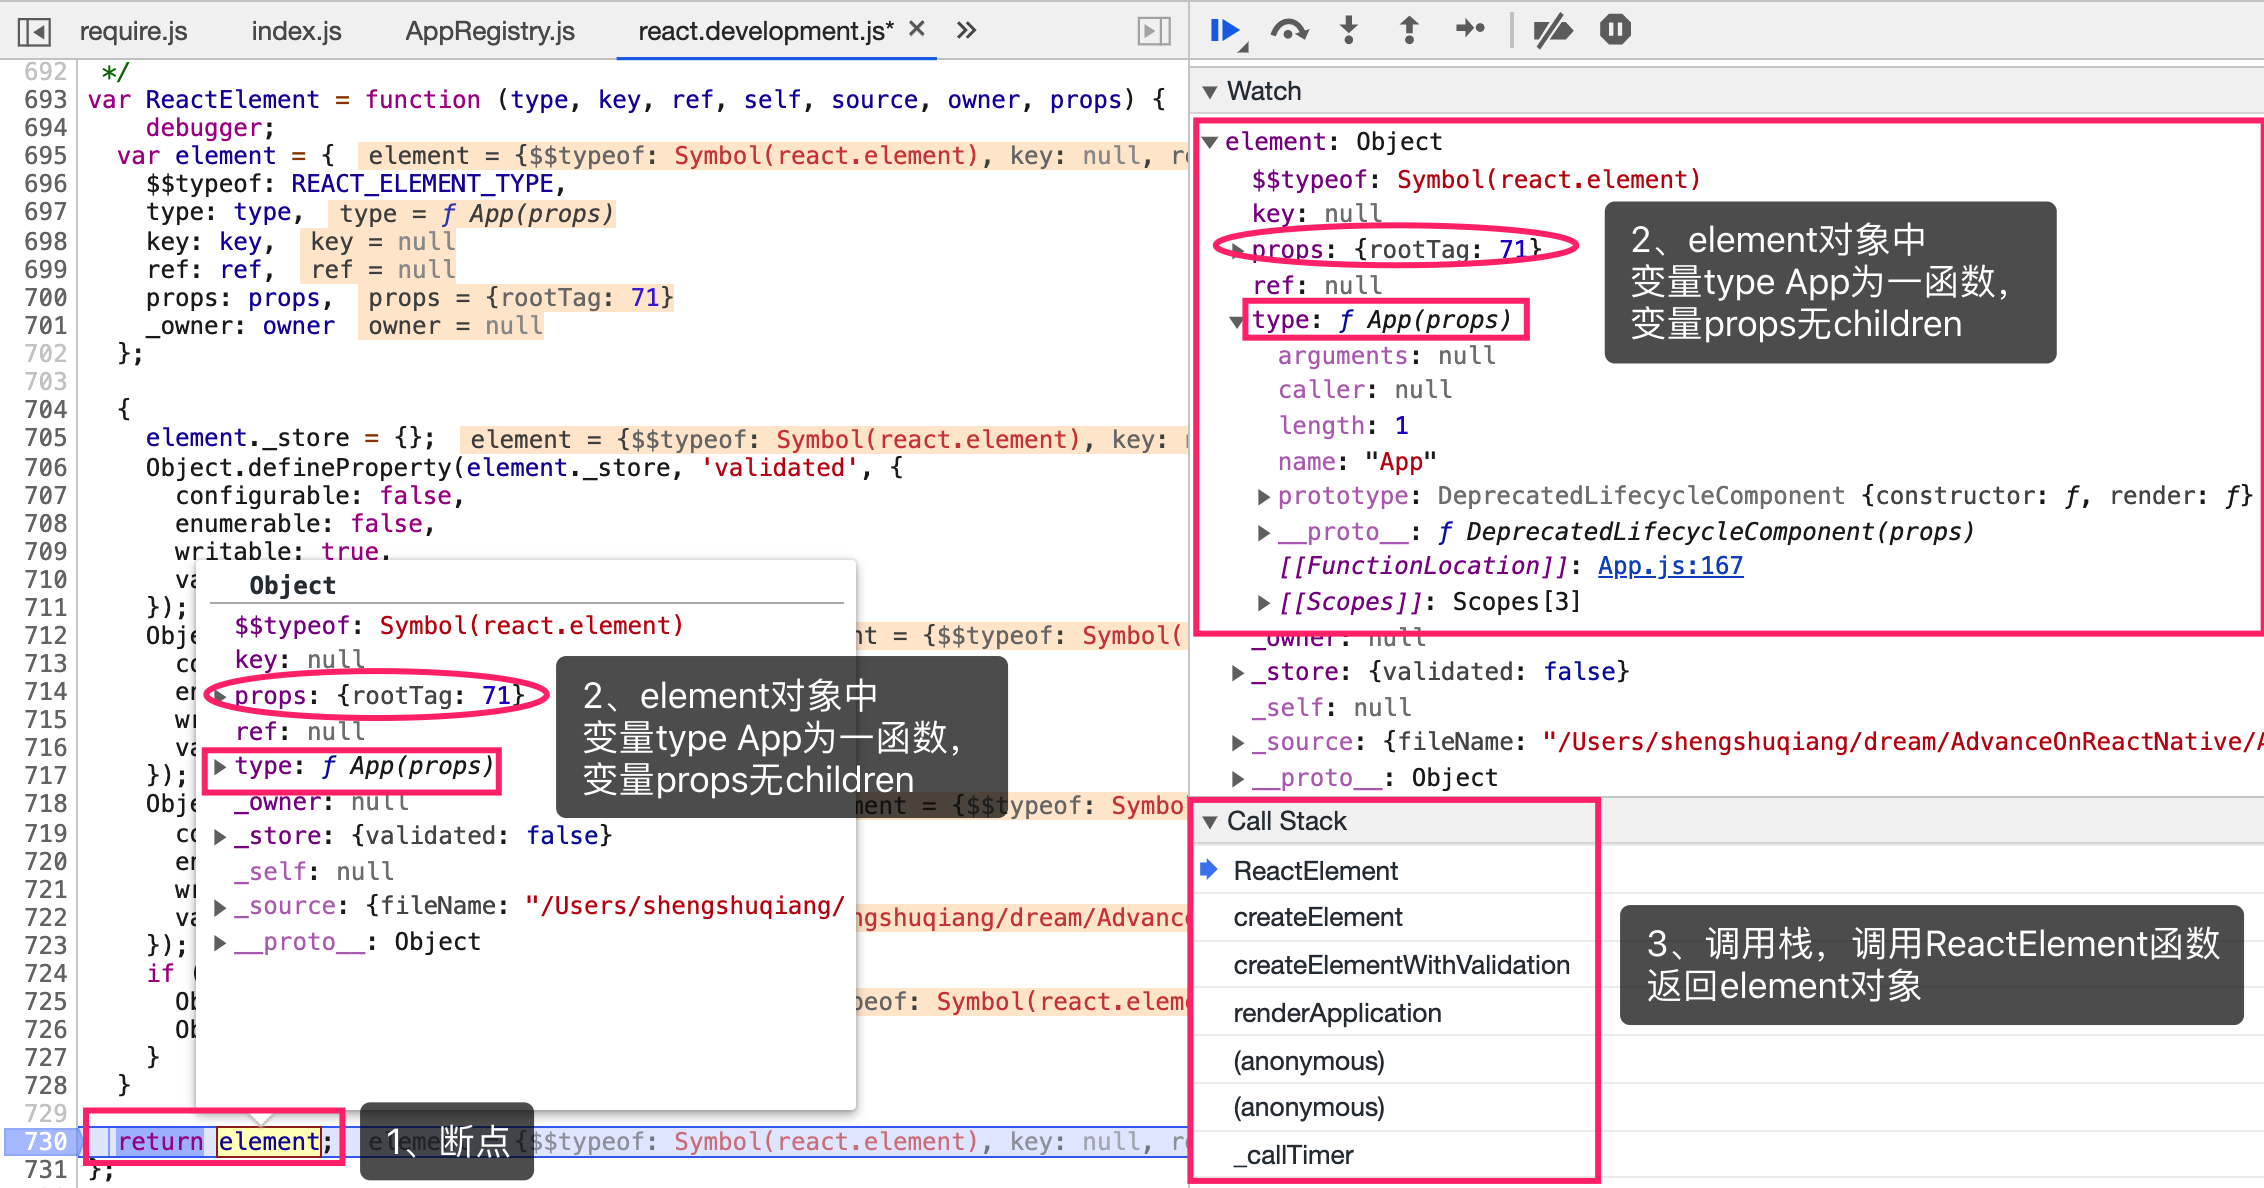 require.js index.js AppRegistry.js react.development.js* × »
692 */
693 var ReactElement = function (type, key, ref, self, source, owner, props) {
694 debugger;
695 var element = { element = {$$typeof: Symbol(react.element), key: null, re
696 $$typeof: REACT_ELEMENT_TYPE,
697 type: type, type = ƒ App(props)
698 key: key, key = null
699 ref: ref, ref = null
700 props: props, props = {rootTag: 71}
701 _owner: owner owner = null
702 };
703
704 {
705 element._store = {}; element = {$$typeof: Symbol(react.element), key:
706 Object.defineProperty(element._store, 'validated', {
707 configurable: false,
708 enumerable: false,
709 writable: true,
710 va
711 });
712 Obje nt = {$$typeof: Symbol(
713 co
714 en
715 wr
716 va
717 });
718 Obje ement = {$$typeof: Symbo
719 co
720 en
721 wr
722 va ngshuqiang/dream/Advance
723 });
724 if (
725 Ob peof: Symbol(react.eleme
726 Ob
727 }
728 }
729
730 return element; eleme {$$typeof: Symbol(react.element), key: null, re
731 };
Object
$$typeof: Symbol(react.element)
key: null
props: {rootTag: 71}
ref: null
type: ƒ App(props)
_owner: null
_store: {validated: false}
_self: null
_source: {fileName: "/Users/shengshuqiang/
__proto__: Object
2、element对象中
变量type App为一函数，
变量props无children
1、断点
Watch
element: Object
$$typeof: Symbol(react.element)
key: null
props: {rootTag: 71}
ref: null
type: ƒ App(props)
arguments: null
caller: null
length: 1
name: "App"
prototype: DeprecatedLifecycleComponent {constructor: ƒ, render: ƒ}
__proto__: ƒ DeprecatedLifecycleComponent(props)
[[FunctionLocation]]: App.js:167
[[Scopes]]: Scopes[3]
_owner: null
_store: {validated: false}
_self: null
_source: {fileName: "/Users/shengshuqiang/dream/AdvanceOnReactNative/A
__proto__: Object
2、element对象中
变量type App为一函数，
变量props无children
Call Stack
ReactElement
createElement
createElementWithValidation
renderApplication
(anonymous)
(anonymous)
_callTimer
3、调用栈，调用ReactElement函数
返回element对象